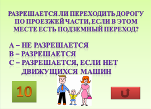 РАЗРЕШАЕТСЯ ЛИ ПЕРЕХОДИТЬ ДОРОГУ
ПО ПРОЕЗЖЕЙ ЧАСТИ, ЕСЛИ В ЭТОМ
МЕСТЕ ЕСТЬ ПОДЗЕМНЫЙ ПЕРЕХОД?
А – НЕ РАЗРЕШАЕТСЯ
В – РАЗРЕШАЕТСЯ
С – РАЗРЕШАЕТСЯ, ЕСЛИ НЕТ
ДВИЖУЩИХСЯ МАШИН
10